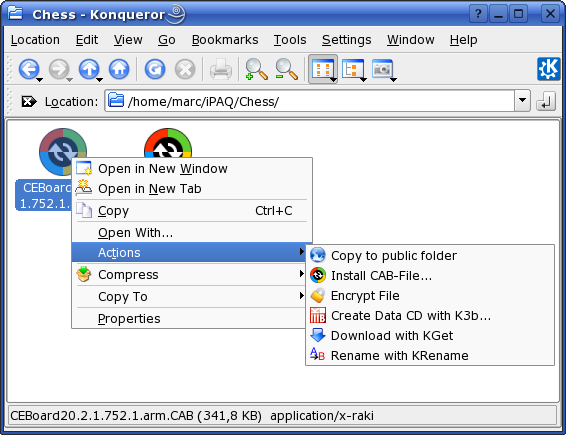 Chess - Konqueror
Location Edit View Go Bookmarks Tools Settings Window Help
Location: /home/marc/iPAQ/Chess/
CEBoard
1.752.1.
Open in New Window
Open in New Tab
Copy Ctrl+C
Open With...
Actions
Compress
Copy To
Properties
Copy to public folder
Install CAB-File...
Encrypt File
Create Data CD with K3b...
Download with KGet
Rename with KRename
CEBoard20.2.1.752.1.arm.CAB (341,8 KB) application/x-raki